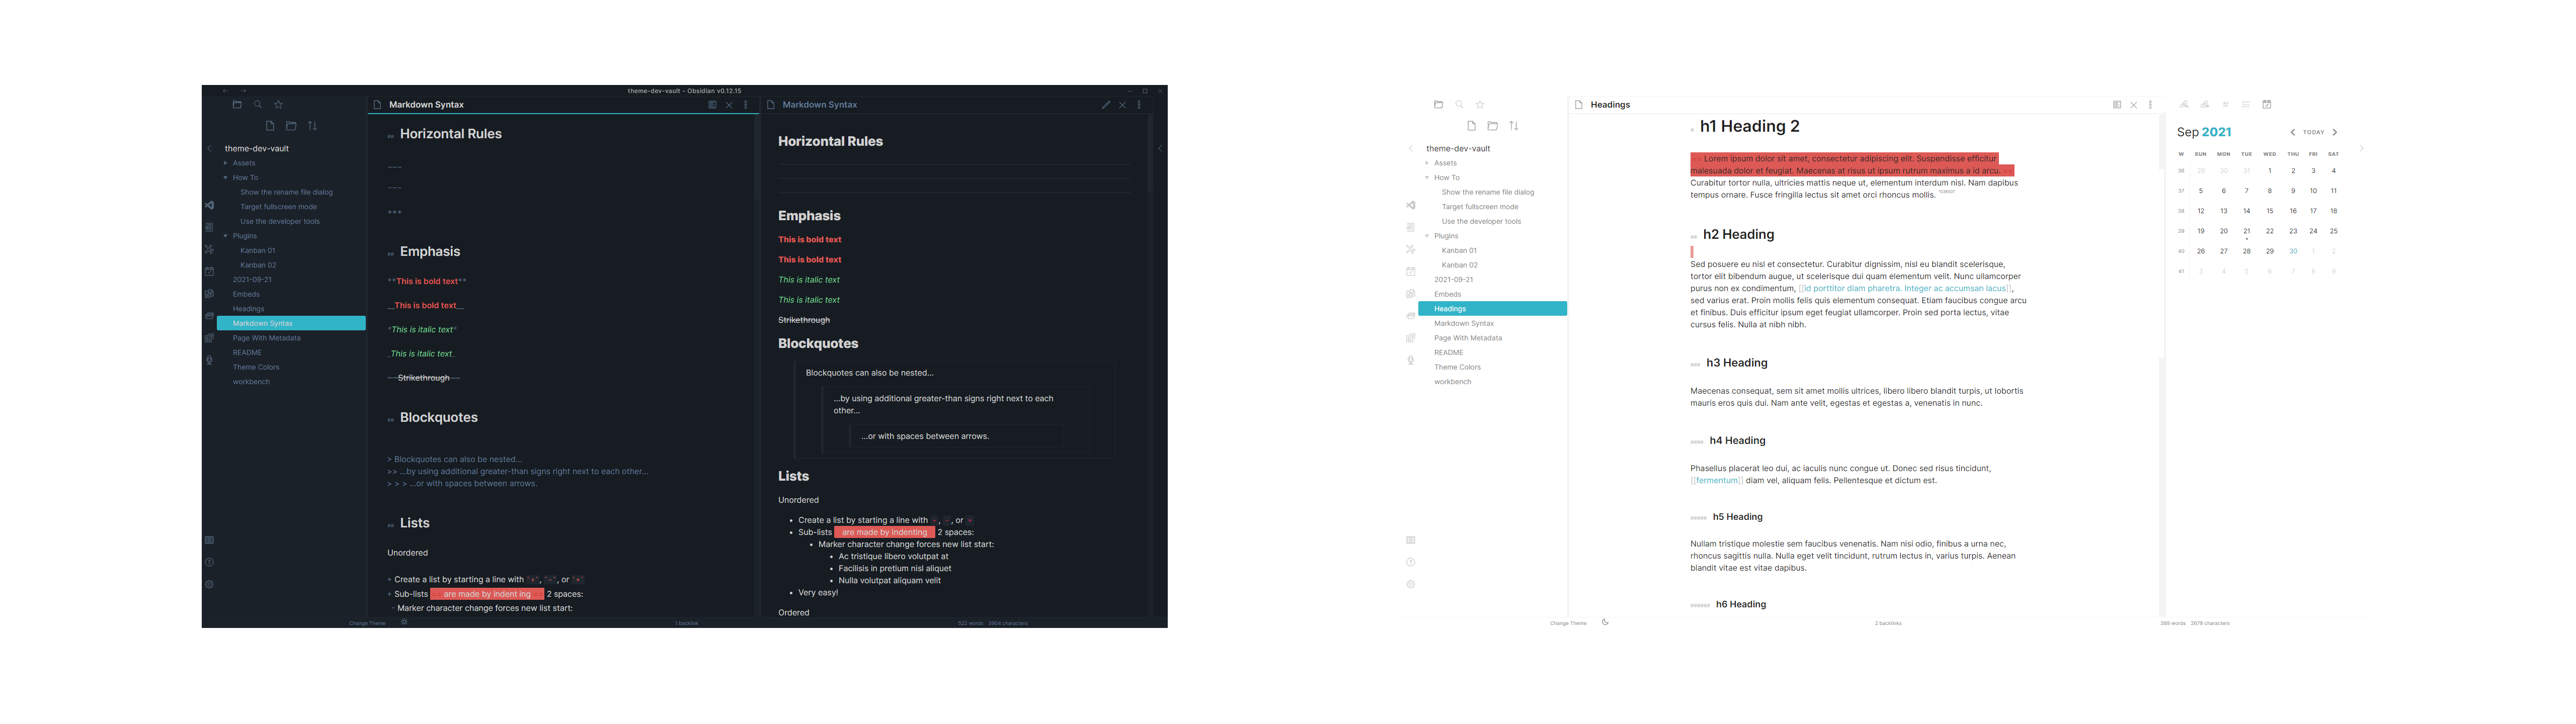 theme-dev-vault - Obsidian v0.12.15
theme-dev-vault
Assets
How To
Show the rename file dialog
Target fullscreen mode
Use the developer tools
Plugins
Kanban 01
Kanban 02
2021-09-21
Embeds
Headings
Markdown Syntax
Page With Metadata
README
Theme Colors
workbench
Markdown Syntax
## Horizontal Rules
___
---
***
## Emphasis
**This is bold text**
__This is bold text__
*This is italic text*
_This is italic text_
~~Strikethrough~~
## Blockquotes
> Blockquotes can also be nested...
>> ...by using additional greater-than signs right next to each other...
> > > ...or with spaces between arrows.
## Lists
Unordered
+ Create a list by starting a line with `+`, `-`, or `*`
+ Sub-lists == are made by indent ing == 2 spaces:
- Marker character change forces new list start:
Markdown Syntax
Horizontal Rules
Emphasis
This is bold text
This is bold text
This is italic text
This is italic text
Strikethrough
Blockquotes
Blockquotes can also be nested...
...by using additional greater-than signs right next to each
other...
...or with spaces between arrows.
Lists
Unordered
• Create a list by starting a line with +, -, or *
• Sub-lists are made by indenting 2 spaces:
• Marker character change forces new list start:
• Ac tristique libero volutpat at
• Facilisis in pretium nisl aliquet
• Nulla volutpat aliquam velit
• Very easy!
Ordered
Change Theme
1 backlink
522 words 3904 characters
theme-dev-vault
Assets
How To
Show the rename file dialog
Target fullscreen mode
Use the developer tools
Plugins
Kanban 01
Kanban 02
2021-09-21
Embeds
Headings
Markdown Syntax
Page With Metadata
README
Theme Colors
workbench
Headings
# h1 Heading 2
== Lorem ipsum dolor sit amet, consectetur adipiscing elit. Suspendisse efficitur
malesuada dolor et feugiat. Maecenas at risus ut ipsum rutrum maximus a id arcu. ==
Curabitur tortor nulla, ultricies mattis neque ut, elementum interdum nisl. Nam dapibus
tempus ornare. Fusce fringilla lectus sit amet orci rhoncus mollis.
## h2 Heading
Sed posuere eu nisl et consectetur. Curabitur dignissim, nisl eu blandit scelerisque,
tortor elit bibendum augue, ut scelerisque dui quam elementum velit. Nunc ullamcorper
purus non ex condimentum, [[id porttitor diam pharetra. Integer ac accumsan lacus]],
sed varius erat. Proin mollis felis quis elementum consequat. Etiam faucibus congue arcu
et finibus. Duis efficitur ipsum eget feugiat ullamcorper. Proin sed porta lectus, vitae
cursus felis. Nulla at nibh nibh.
### h3 Heading
Maecenas consequat, sem sit amet mollis ultrices, libero libero blandit turpis, ut lobortis
mauris eros quis dui. Nam ante velit, egestas et egestas a, venenatis in nunc.
#### h4 Heading
Phasellus placerat leo dui, ac iaculis nunc congue ut. Donec sed risus tincidunt,
[[fermentum]] diam vel, aliquam felis. Pellentesque et dictum est.
##### h5 Heading
Nullam tristique molestie sem faucibus venenatis. Nam nisi odio, finibus a urna nec,
rhoncus sagittis nulla. Nulla eget velit tincidunt, rutrum lectus in, varius turpis. Aenean
blandit vitae est vitae dapibus.
###### h6 Heading
Sep 2021
TODAY
W SUN MON TUE WED THU FRI SAT
36 29 30 31 1 2 3 4
37 5 6 7 8 9 10 11
38 12 13 14 15 16 17 18
39 19 20 21 22 23 24 25
40 26 27 28 29 30 1 2
41 3 4 5 6 7 8 9
Change Theme
2 backlinks
389 words 2678 characters